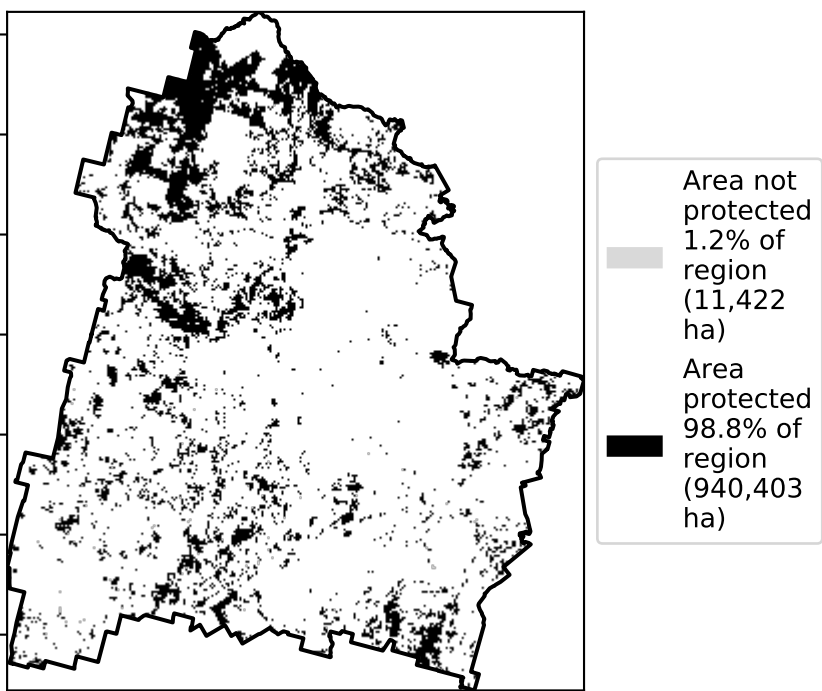 Area not
protected
1.2% of
region
(11,422
ha)
Area
protected
98.8% of
region
(940,403
ha)